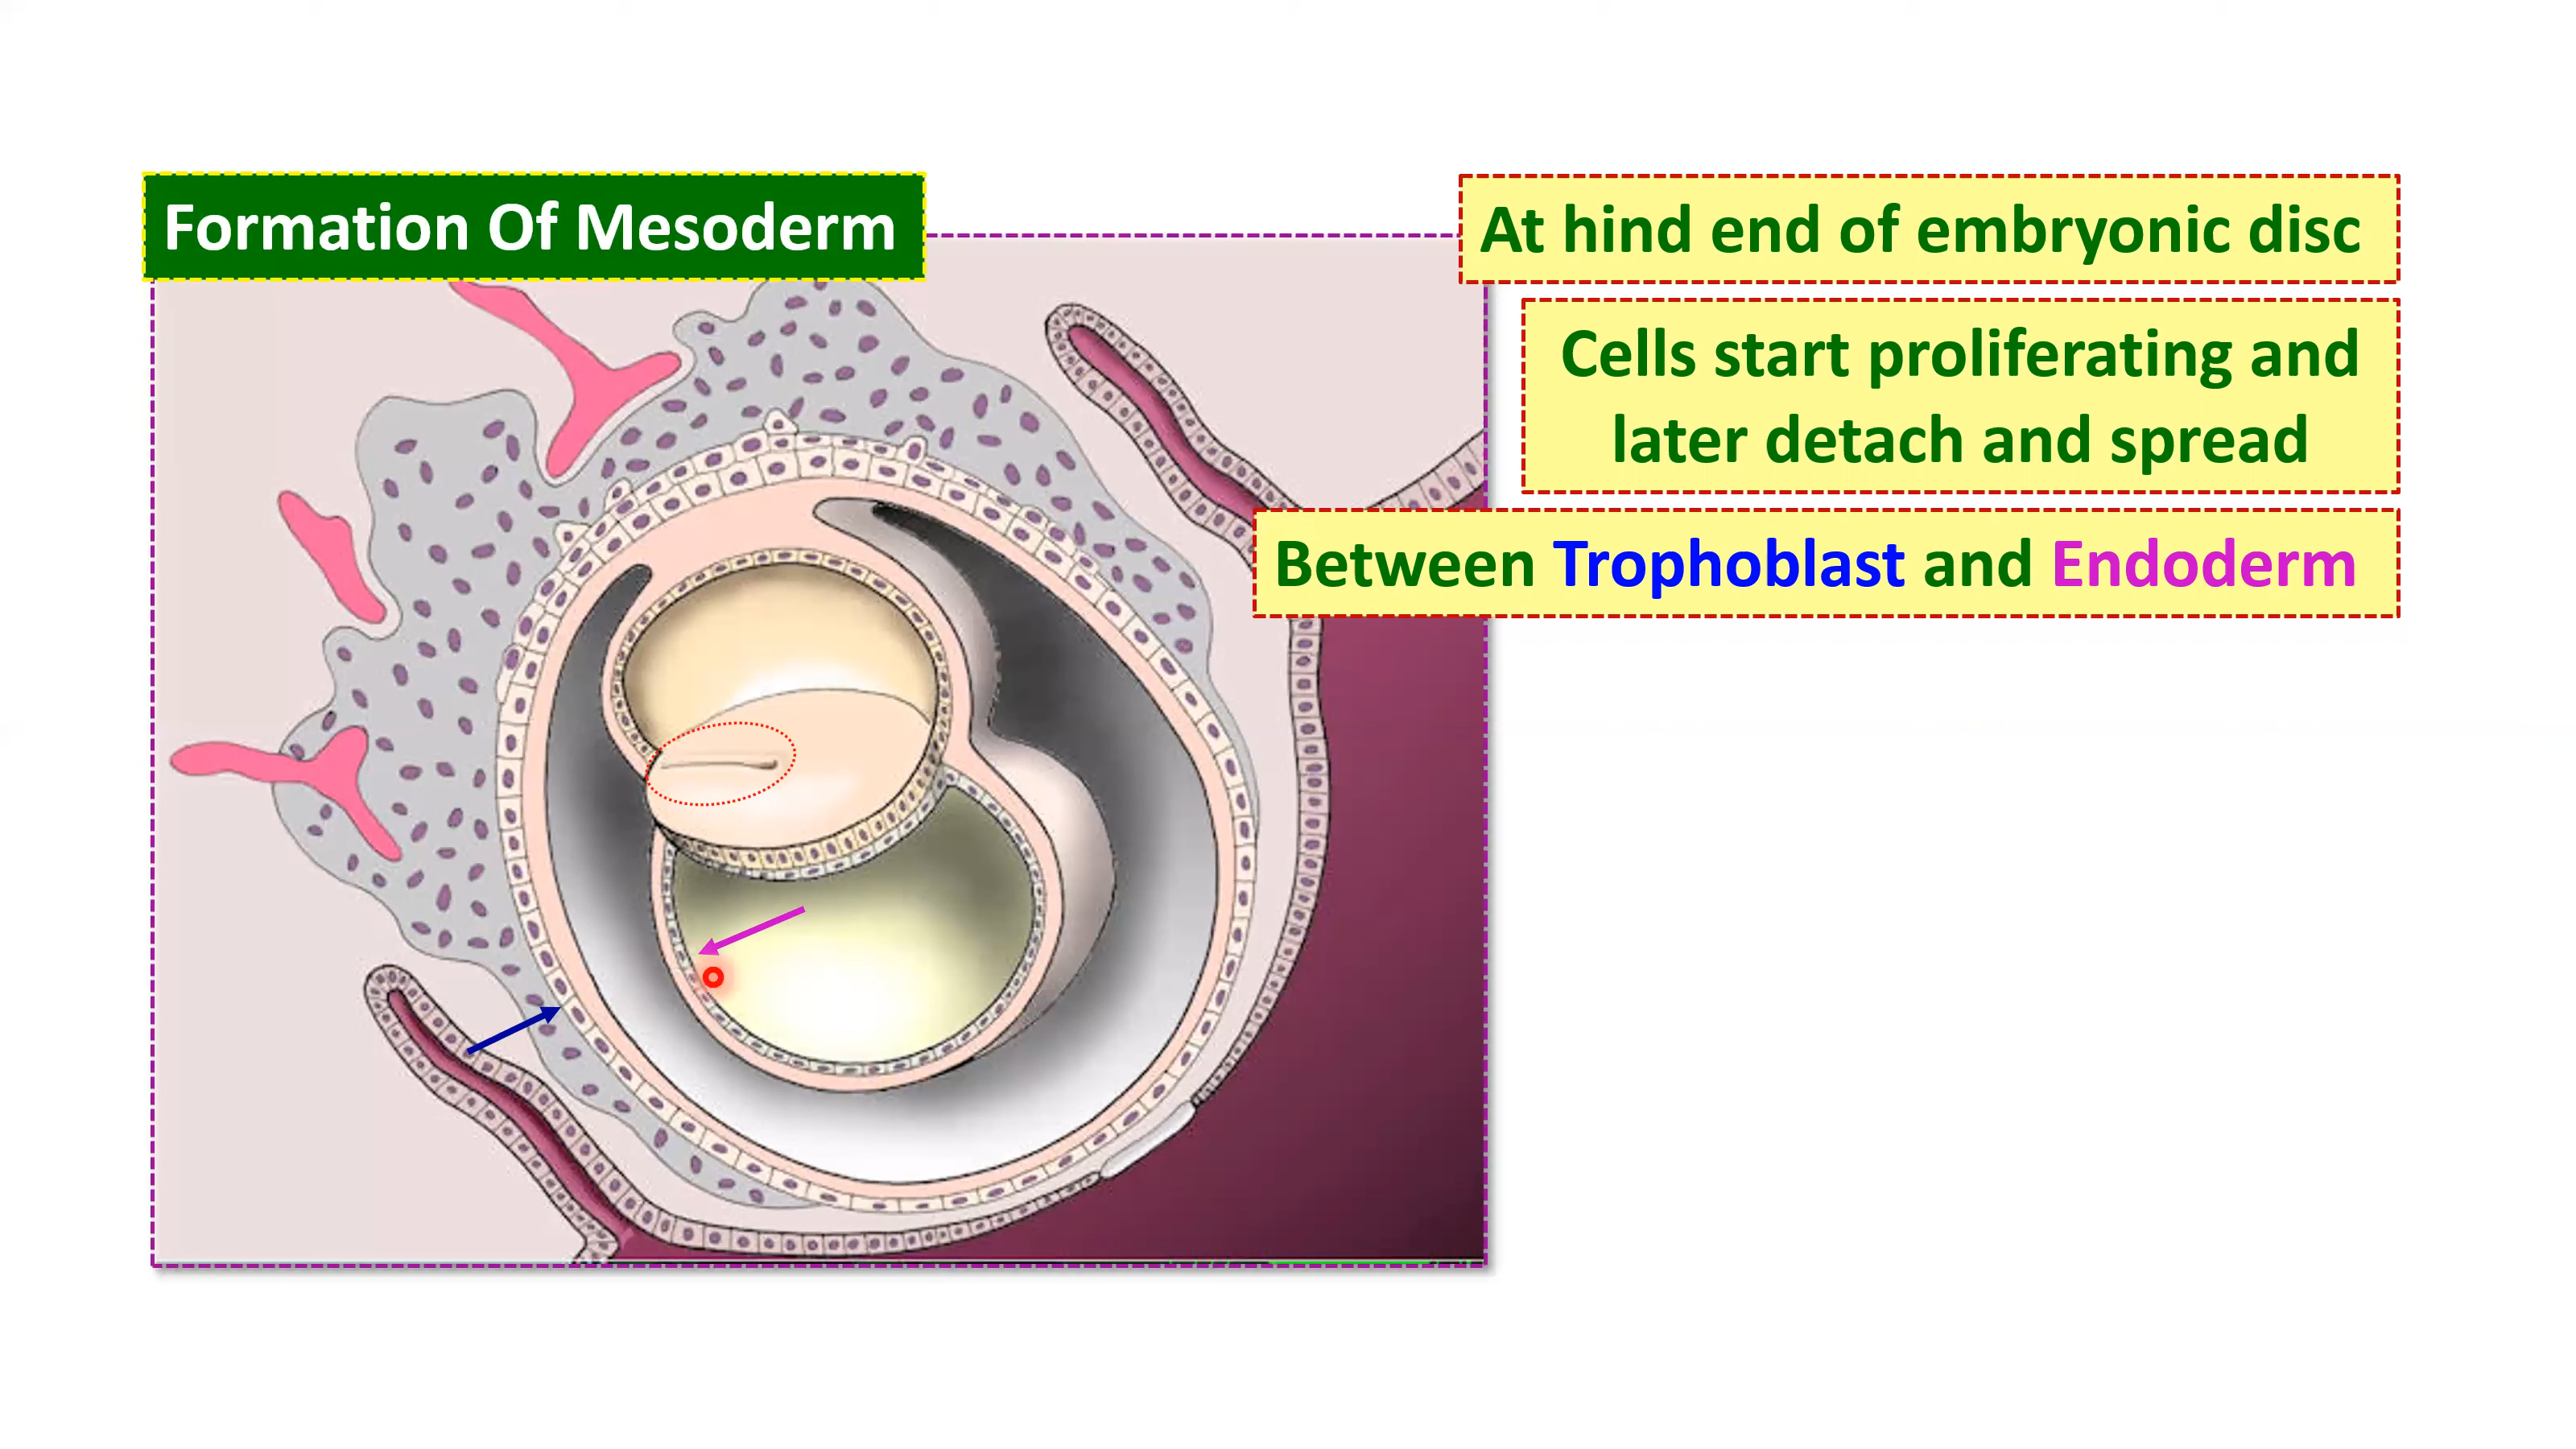 Formation Of Mesoderm
At hind end of embryonic disc
Cells start proliferating and
later detach and spread
Between Trophoblast and Endoderm